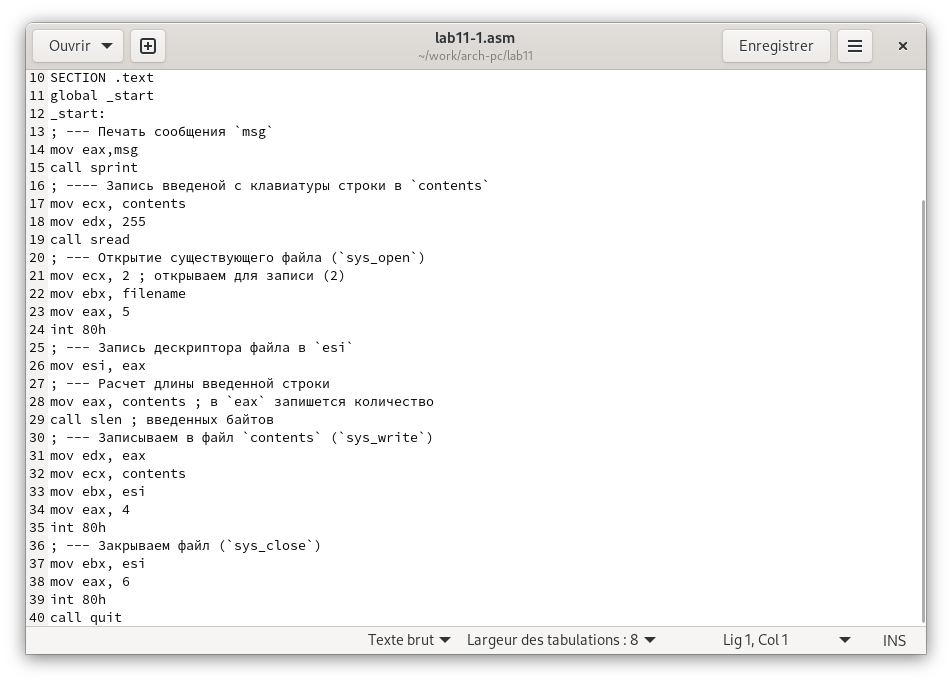 Ouvrir
lab11-1.asm
~/work/arch-pc/lab11
Enregistrer
10 SECTION .text
11 global _start
12 _start:
13 ; --- Печать сообщения `msg`
14 mov eax,msg
15 call sprint
16 ; ---- Запись введеной с клавиатуры строки в `contents`
17 mov ecx, contents
18 mov edx, 255
19 call sread
20 ; --- Открытие существующего файла (`sys_open`)
21 mov ecx, 2 ; открываем для записи (2)
22 mov ebx, filename
23 mov eax, 5
24 int 80h
25 ; --- Запись дескриптора файла в `esi`
26 mov esi, eax
27 ; --- Расчет длины введенной строки
28 mov eax, contents ; в `eax` запишется количество
29 call slen ; введенных байтов
30 ; --- Записываем в файл `contents` (`sys_write`)
31 mov edx, eax
32 mov ecx, contents
33 mov ebx, esi
34 mov eax, 4
35 int 80h
36 ; --- Закрываем файл (`sys_close`)
37 mov ebx, esi
38 mov eax, 6
39 int 80h
40 call quit
Texte brut Largeur des tabulations : 8 Lig 1, Col 1 INS